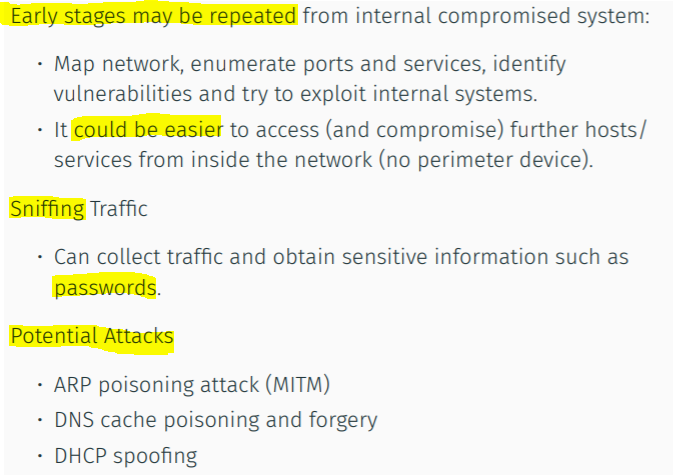 Early stages may be repeated from internal compromised system:
• Map network, enumerate ports and services, identify
vulnerabilities and try to exploit internal systems.
• It could be easier to access (and compromise) further hosts/
services from inside the network (no perimeter device).
Sniffing Traffic
• Can collect traffic and obtain sensitive information such as
passwords.
Potential Attacks
• ARP poisoning attack (MITM)
• DNS cache poisoning and forgery
• DHCP spoofing